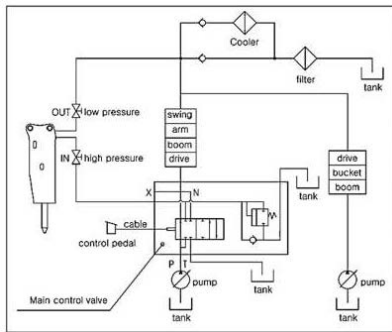 Cooler
filter
tank
OUT low pressure
swing
arm
boom
drive
IN high pressure
drive
bucket
boom
tank
X N
cable
control pedal
P T
pump
tank
pump
Main control valve
tank
tank